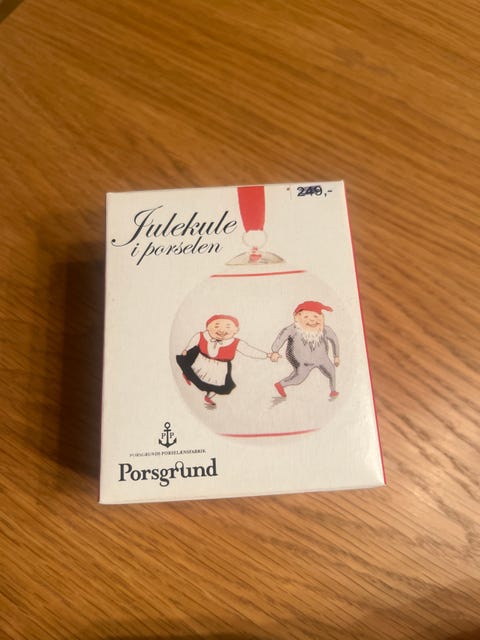 249,-
Julekule
i porselen
P P
PORSGRUNDS PORSELÆNSFABRIK
Porsgrund